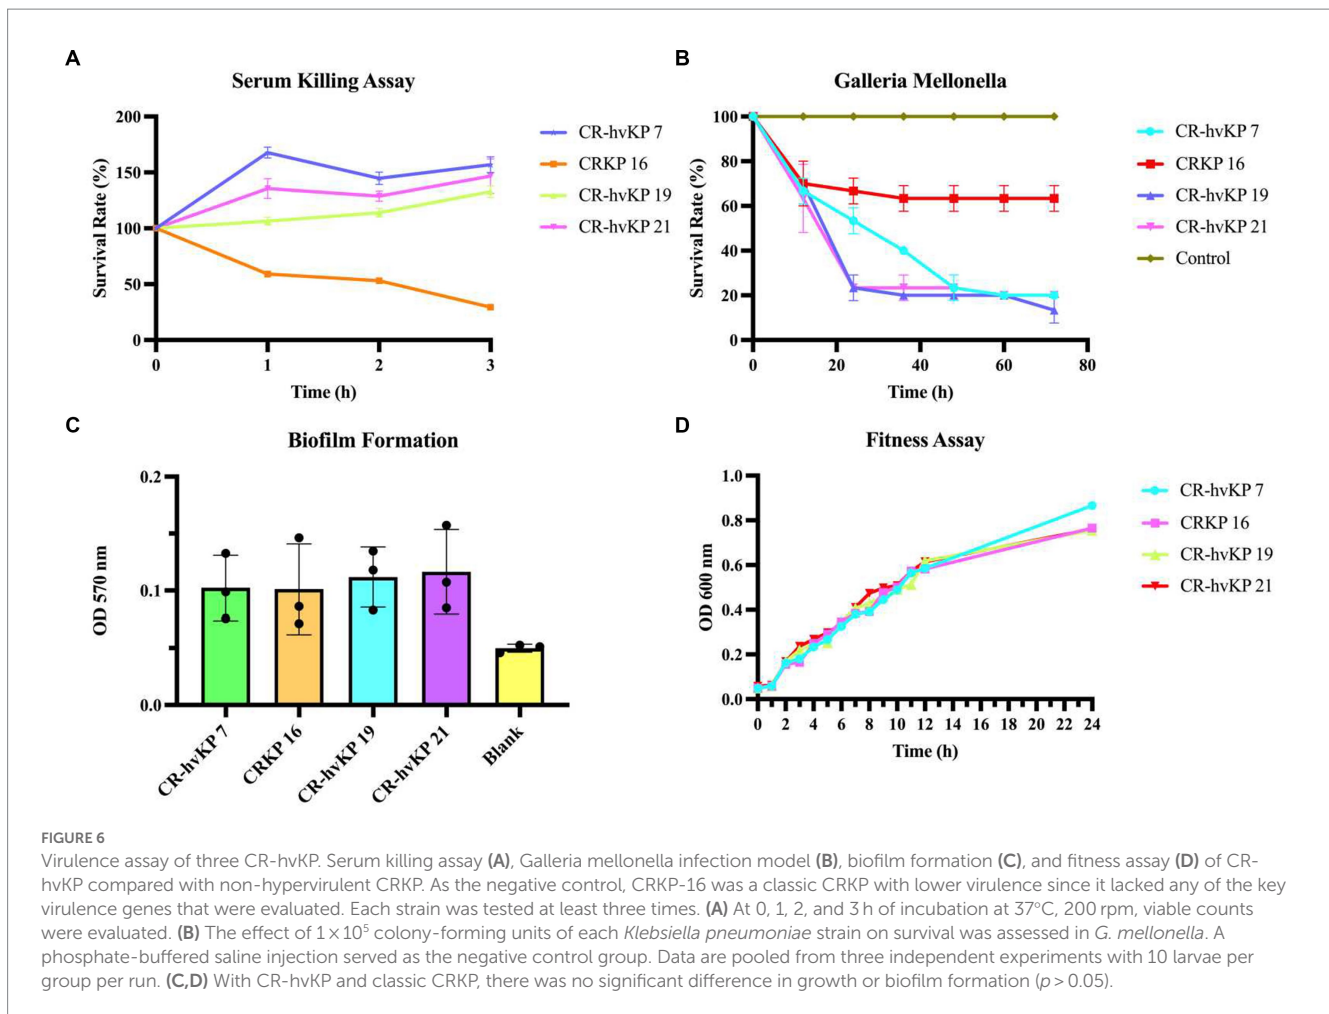 A
Serum Killing Assay
200
150
100
50
0
Survival Rate (%)
0 1 2 3
Time (h)
CR-hvKP 7
CRKP 16
CR-hvKP 19
CR-hvKP 21
B
Galleria Mellonella
100
80
60
40
20
0
Survival Rate (%)
0 20 40 60 80
Time (h)
CR-hvKP 7
CRKP 16
CR-hvKP 19
CR-hvKP 21
Control
C
Biofilm Formation
0.2
0.1
0.0
OD 570 nm
CR-hvKP 7
CRKP 16
CR-hvKP 19
CR-hvKP 21
Blank
D
Fitness Assay
1.0
0.8
0.6
0.4
0.2
0.0
OD 600 nm
0 2 4 6 8 10 12 14 16 18 20 22 24
Time (h)
CR-hvKP 7
CRKP 16
CR-hvKP 19
CR-hvKP 21
FIGURE 6
Virulence assay of three CR-hvKP. Serum killing assay (A), Galleria mellonella infection model (B), biofilm formation (C), and fitness assay (D) of CR-
hvKP compared with non-hypervirulent CRKP. As the negative control, CRKP-16 was a classic CRKP with lower virulence since it lacked any of the key
virulence genes that were evaluated. Each strain was tested at least three times. (A) At 0, 1, 2, and 3 h of incubation at 37°C, 200 rpm, viable counts
were evaluated. (B) The effect of 1 × 10⁵ colony-forming units of each Klebsiella pneumoniae strain on survival was assessed in G. mellonella. A
phosphate-buffered saline injection served as the negative control group. Data are pooled from three independent experiments with 10 larvae per
group per run. (C,D) With CR-hvKP and classic CRKP, there was no significant difference in growth or biofilm formation (p > 0.05).